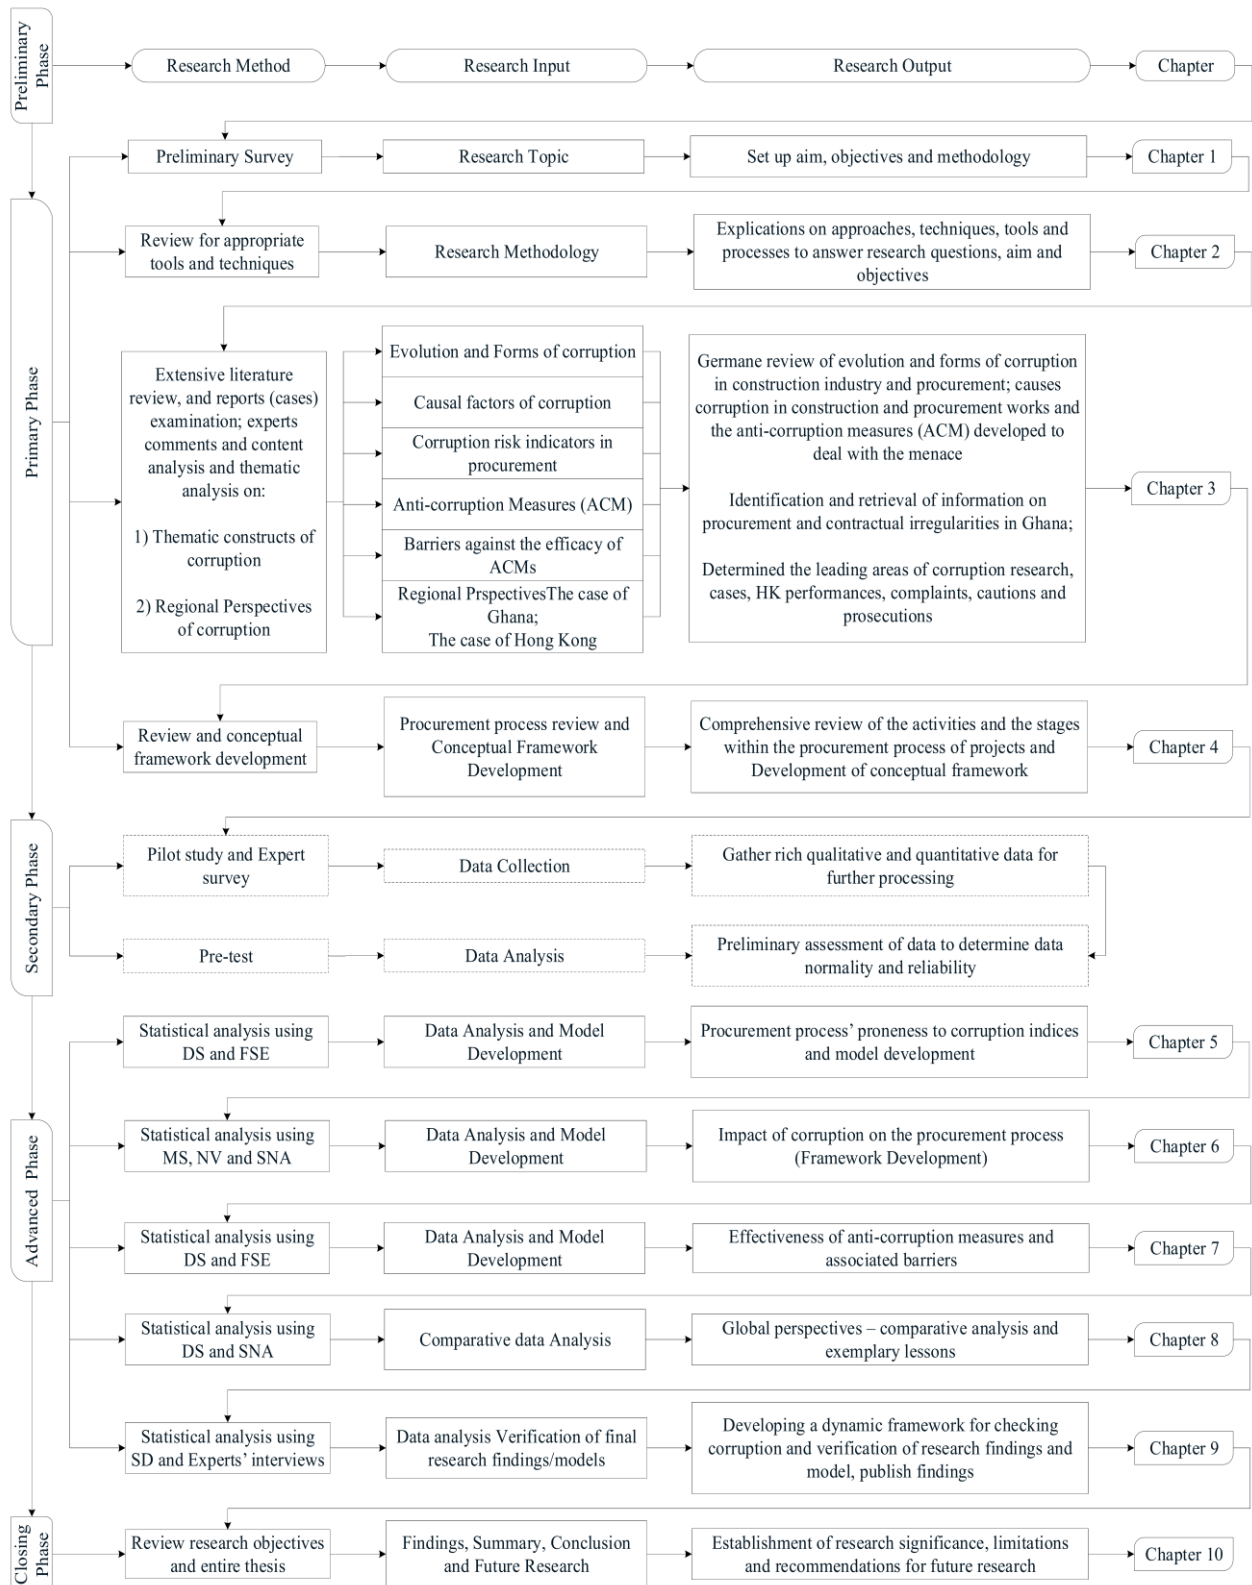 Preliminary
Phase
Research Method
Research Input
Research Output
Chapter
Preliminary Survey
Research Topic
Set up aim, objectives and methodology
Chapter 1
Primary Phase
Review for appropriate
tools and techniques
Research Methodology
Explications on approaches, techniques, tools and
processes to answer research questions, aim and
objectives
Chapter 2
Extensive literature
review, and reports (cases)
examination; experts
comments and content
analysis and thematic
analysis on:
1) Thematic constructs of
corruption
2) Regional Perspectives
of corruption
Evolution and Forms of corruption
Causal factors of corruption
Corruption risk indicators in
procurement
Anti-corruption Measures (ACM)
Barriers against the efficacy of
ACMs
Regional PrspectivesThe case of
Ghana;
The case of Hong Kong
Germane review of evolution and forms of corruption
in construction industry and procurement; causes
corruption in construction and procurement works and
the anti-corruption measures (ACM) developed to
deal with the menace
Identification and retrieval of information on
procurement and contractual irregularities in Ghana;
Determined the leading areas of corruption research,
cases, HK performances, complaints, cautions and
prosecutions
Chapter 3
Review and conceptual
framework development
Procurement process review and
Conceptual Framework
Development
Comprehensive review of the activities and the stages
within the procurement process of projects and
Development of conceptual framework
Chapter 4
Secondary Phase
Pilot study and Expert
survey
Data Collection
Gather rich qualitative and quantitative data for
further processing
Pre-test
Data Analysis
Preliminary assessment of data to determine data
normality and reliability
Advanced Phase
Statistical analysis using
DS and FSE
Data Analysis and Model
Development
Procurement process’ proneness to corruption indices
and model development
Chapter 5
Statistical analysis using
MS, NV and SNA
Data Analysis and Model
Development
Impact of corruption on the procurement process
(Framework Development)
Chapter 6
Statistical analysis using
DS and FSE
Data Analysis and Model
Development
Effectiveness of anti-corruption measures and
associated barriers
Chapter 7
Statistical analysis using
DS and SNA
Comparative data Analysis
Global perspectives – comparative analysis and
exemplary lessons
Chapter 8
Statistical analysis using
SD and Experts’ interviews
Data analysis Verification of final
research findings/models
Developing a dynamic framework for checking
corruption and verification of research findings and
model, publish findings
Chapter 9
Closing
Phase
Review research objectives
and entire thesis
Findings, Summary, Conclusion
and Future Research
Establishment of research significance, limitations
and recommendations for future research
Chapter 10